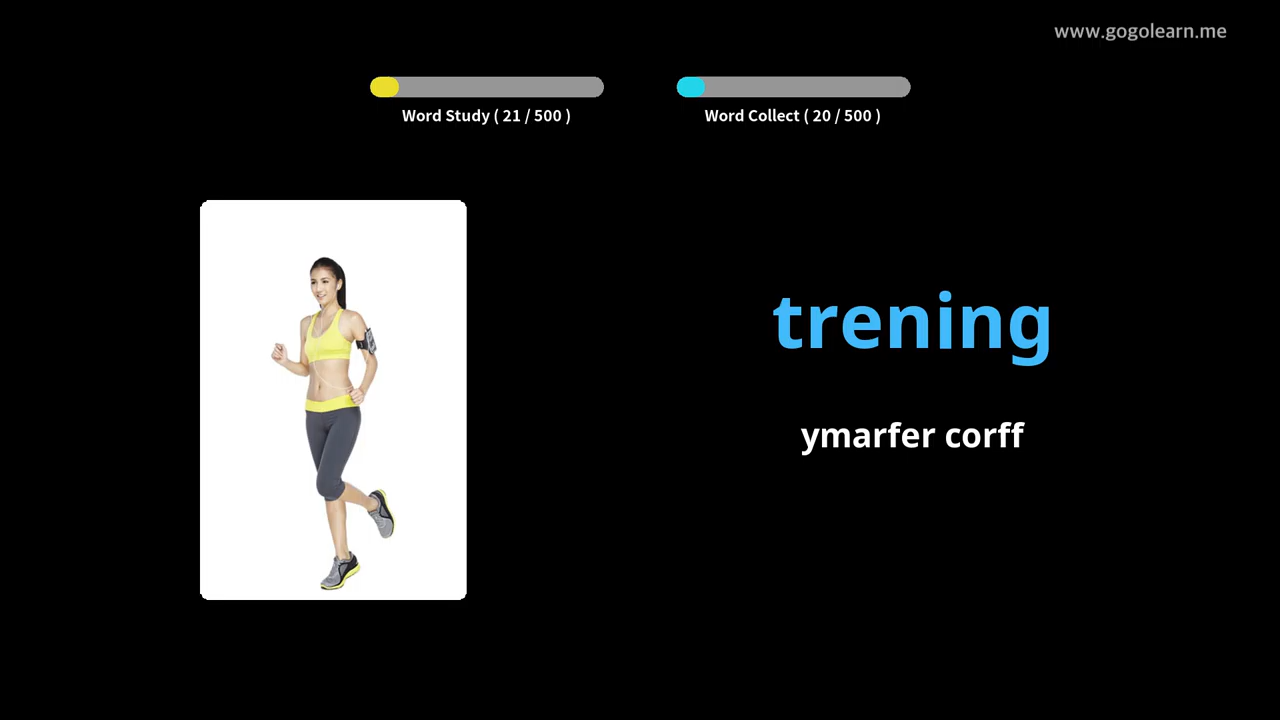 www.gogolearn.me
Word Study ( 21 / 500 )
Word Collect ( 20 / 500 )
trening
ymarfer corff